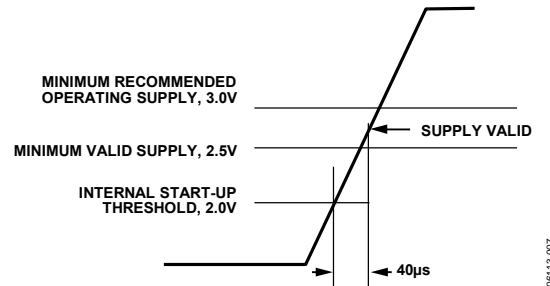 MINIMUM RECOMMENDED
OPERATING SUPPLY, 3.0V
SUPPLY VALID
MINIMUM VALID SUPPLY, 2.5V
INTERNAL START-UP
THRESHOLD, 2.0V
40µs